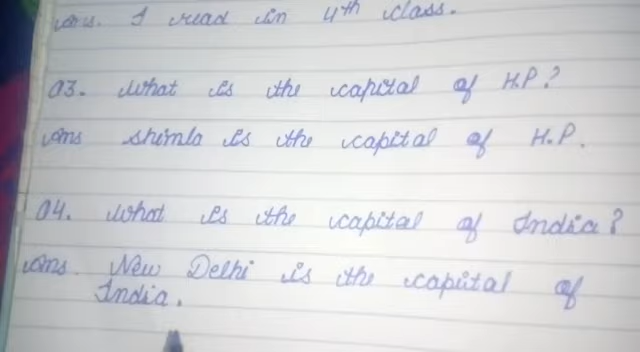 ans. I read in 4th class.
Q3. What is the capital of H.P?
ans Shimla is the capital of H.P.
Q4. What is the capital of India?
ans. New Delhi is the capital of
India.